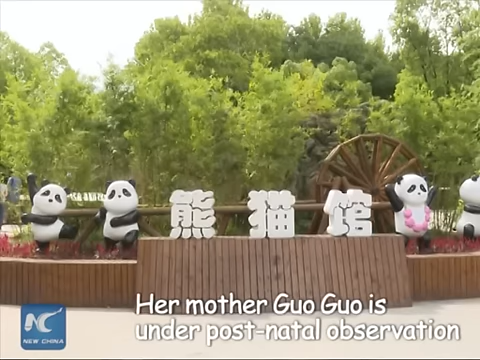 熊猫馆
Her mother Guo Guo is
under post-natal observation
NEW CHINA